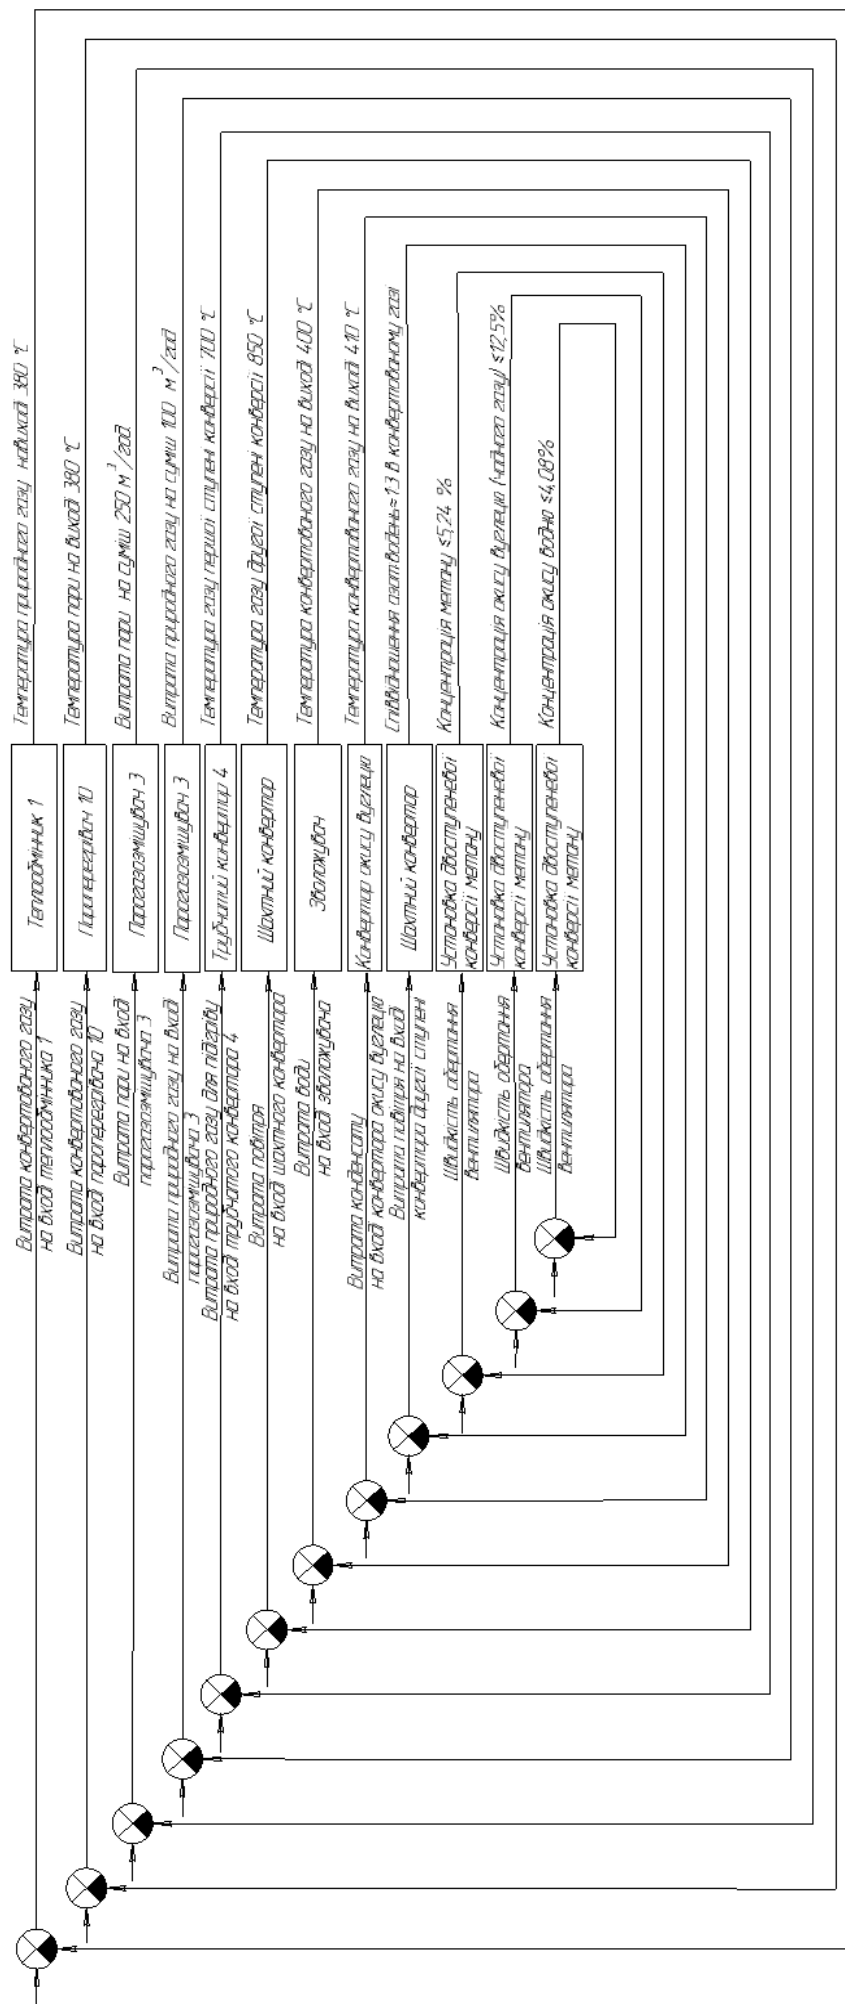 Витрата конвертованого газу
на вході теплообмінника 1
Теплообмінник 1
Температура природного газу навиході 380 °С
Витрата конвертованого газу
на вході пароперегрівача 10
Пароперегрівач 10
Температура пари на виході 380 °С
Витрата пари на вході
парогазозмішувача 3
Парогазозмішувач 3
Витрата пари на суміш 250 м³/год
Витрата природного газу на вході
парогазозмішувача 3
Парогазозмішувач 3
Витрата природного газу на суміш 100 м³/год
Витрата природного газу для підігріву
на вході трубчатого конвертора 4
Трубчатий конвертор 4
Температура газу першої ступені конверсії 700 °С
Витрата повітря
на вході шахтного конвертора
Шахтний конвертор
Температура газу другої ступені конверсії 850 °С
Витрата води
на вході зволожувача
Зволожувач
Температура конвертованого газу на виході 400 °С
Витрата конденсату
на вході конвертора окису вуглецю
Конвертор окису вуглецю
Температура конвертованого газу на виході 410 °С
Витрата повітря на вході
конвертора другої ступені
Шахтний конвертор
Співвідношення азот:водень=1:3 в конвертованому газі
Швидкість обертання
вентилятора
Установка двоступеневої
конверсії метану
Концентрація метану ≤5,24 %
Швидкість обертання
вентилятора
Установка двоступеневої
конверсії метану
Концентрація окису вуглецю (чадного газу) ≤12,5%
Швидкість обертання
вентилятора
Установка двоступеневої
конверсії метану
Концентрація окису водню ≤4,08%